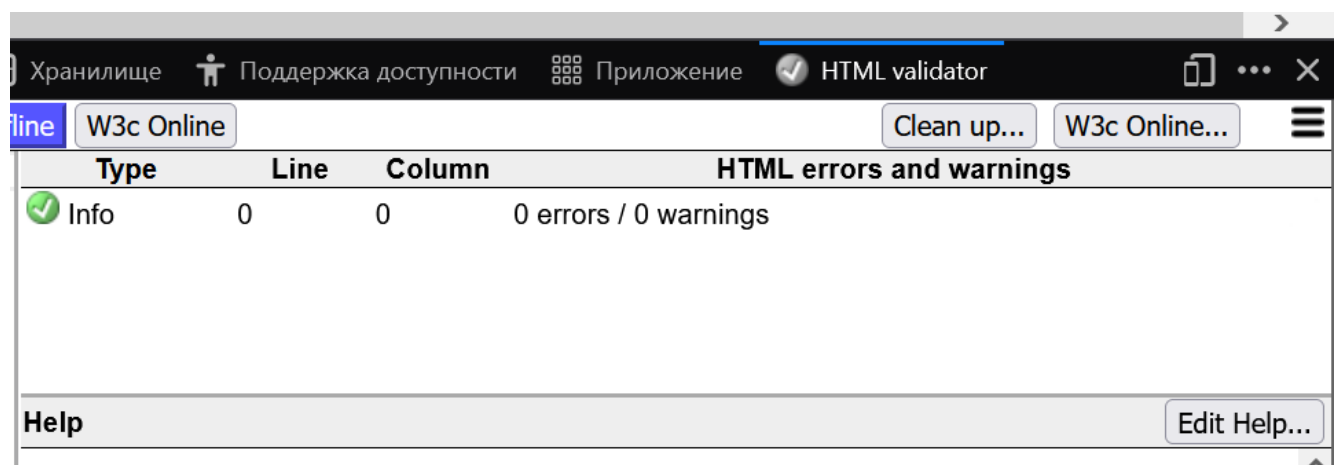 Хранилище Поддержка доступности Приложение HTML validator
W3c Online Clean up... W3c Online...
Type Line Column HTML errors and warnings
Info 0 0 0 errors / 0 warnings
Help Edit Help...